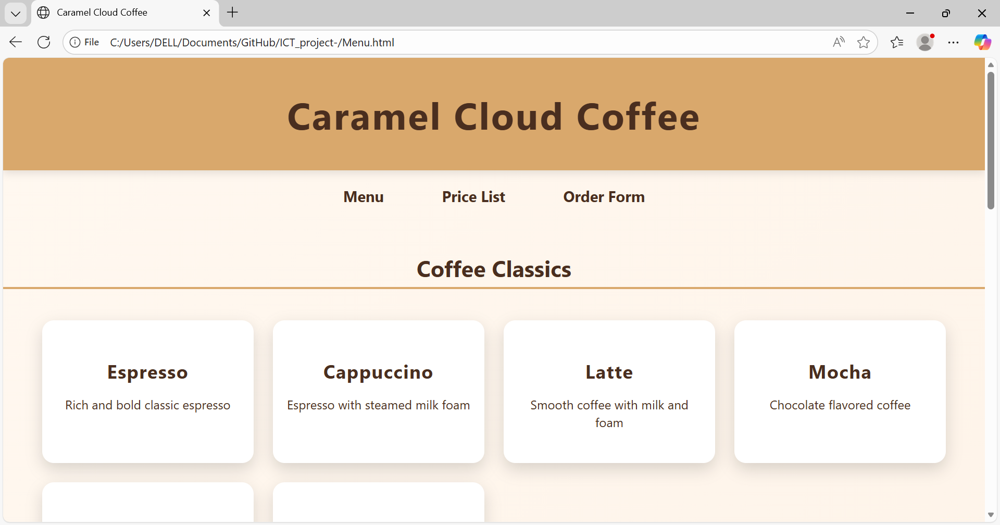 Caramel Cloud Coffee
File C:/Users/DELL/Documents/GitHub/ICT_project-/Menu.html
Caramel Cloud Coffee
Menu Price List Order Form
Coffee Classics
Espresso
Rich and bold classic espresso
Cappuccino
Espresso with steamed milk foam
Latte
Smooth coffee with milk and
foam
Mocha
Chocolate flavored coffee